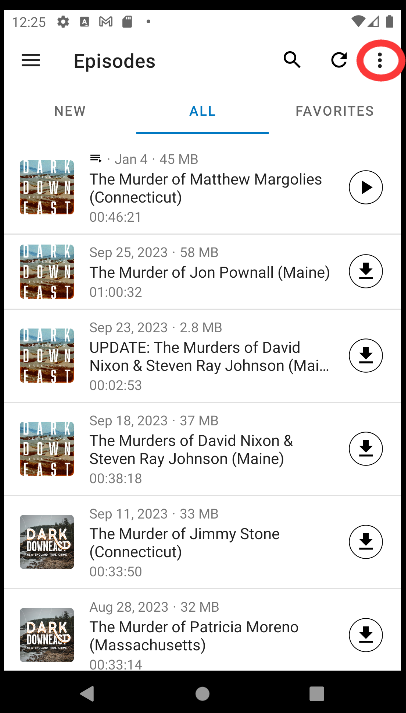 12:25
Episodes
NEW
ALL
FAVORITES
DARK
DOWN
EAST
· Jan 4 · 45 MB
The Murder of Matthew Margolies
(Connecticut)
00:46:21
DARK
DOWN
EAST
Sep 25, 2023 · 58 MB
The Murder of Jon Pownall (Maine)
01:00:32
DARK
DOWN
EAST
Sep 23, 2023 · 2.8 MB
UPDATE: The Murders of David
Nixon & Steven Ray Johnson (Mai...
00:02:53
DARK
DOWN
EAST
Sep 18, 2023 · 37 MB
The Murders of David Nixon &
Steven Ray Johnson (Maine)
00:38:18
DARK
DOWNEAST
Sep 11, 2023 · 33 MB
The Murder of Jimmy Stone
(Connecticut)
00:33:50
DARK
DOWNEAST
Aug 28, 2023 · 32 MB
The Murder of Patricia Moreno
(Massachusetts)
00:33:14